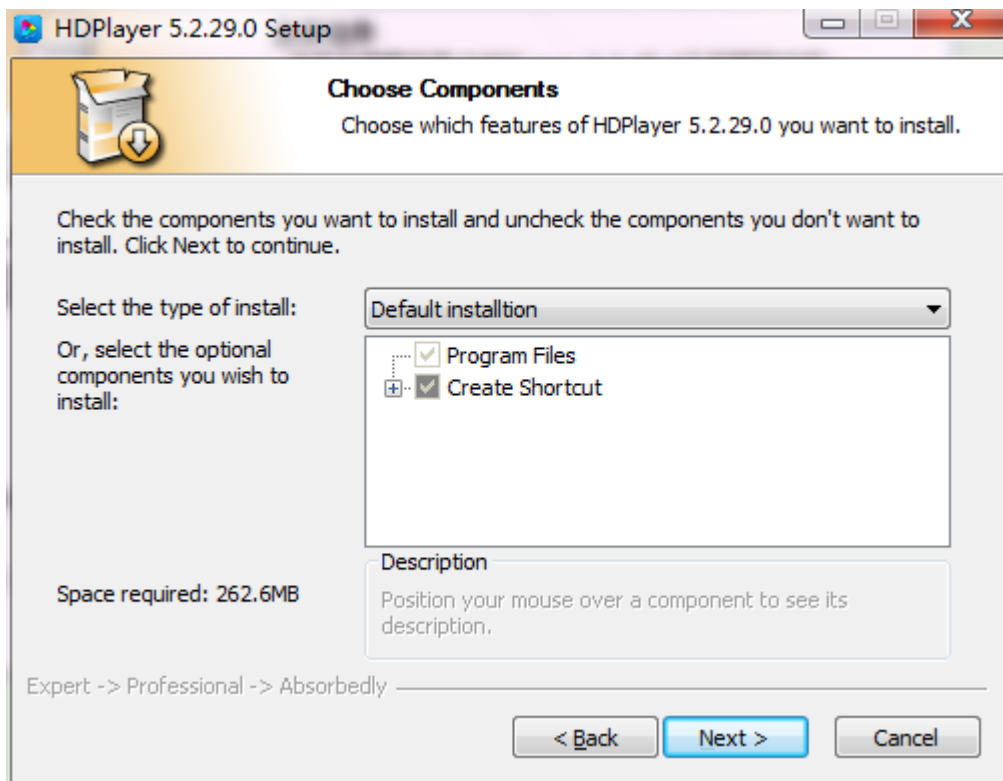 HDPlayer 5.2.29.0 Setup
Choose Components
Choose which features of HDPlayer 5.2.29.0 you want to install.
Check the components you want to install and uncheck the components you don't want to
install. Click Next to continue.
Select the type of install:
Default installtion
Or, select the optional
components you wish to
install:
Program Files
Create Shortcut
Space required: 262.6MB
Description
Position your mouse over a component to see its
description.
Expert -> Professional -> Absorbedly
< Back
Next >
Cancel